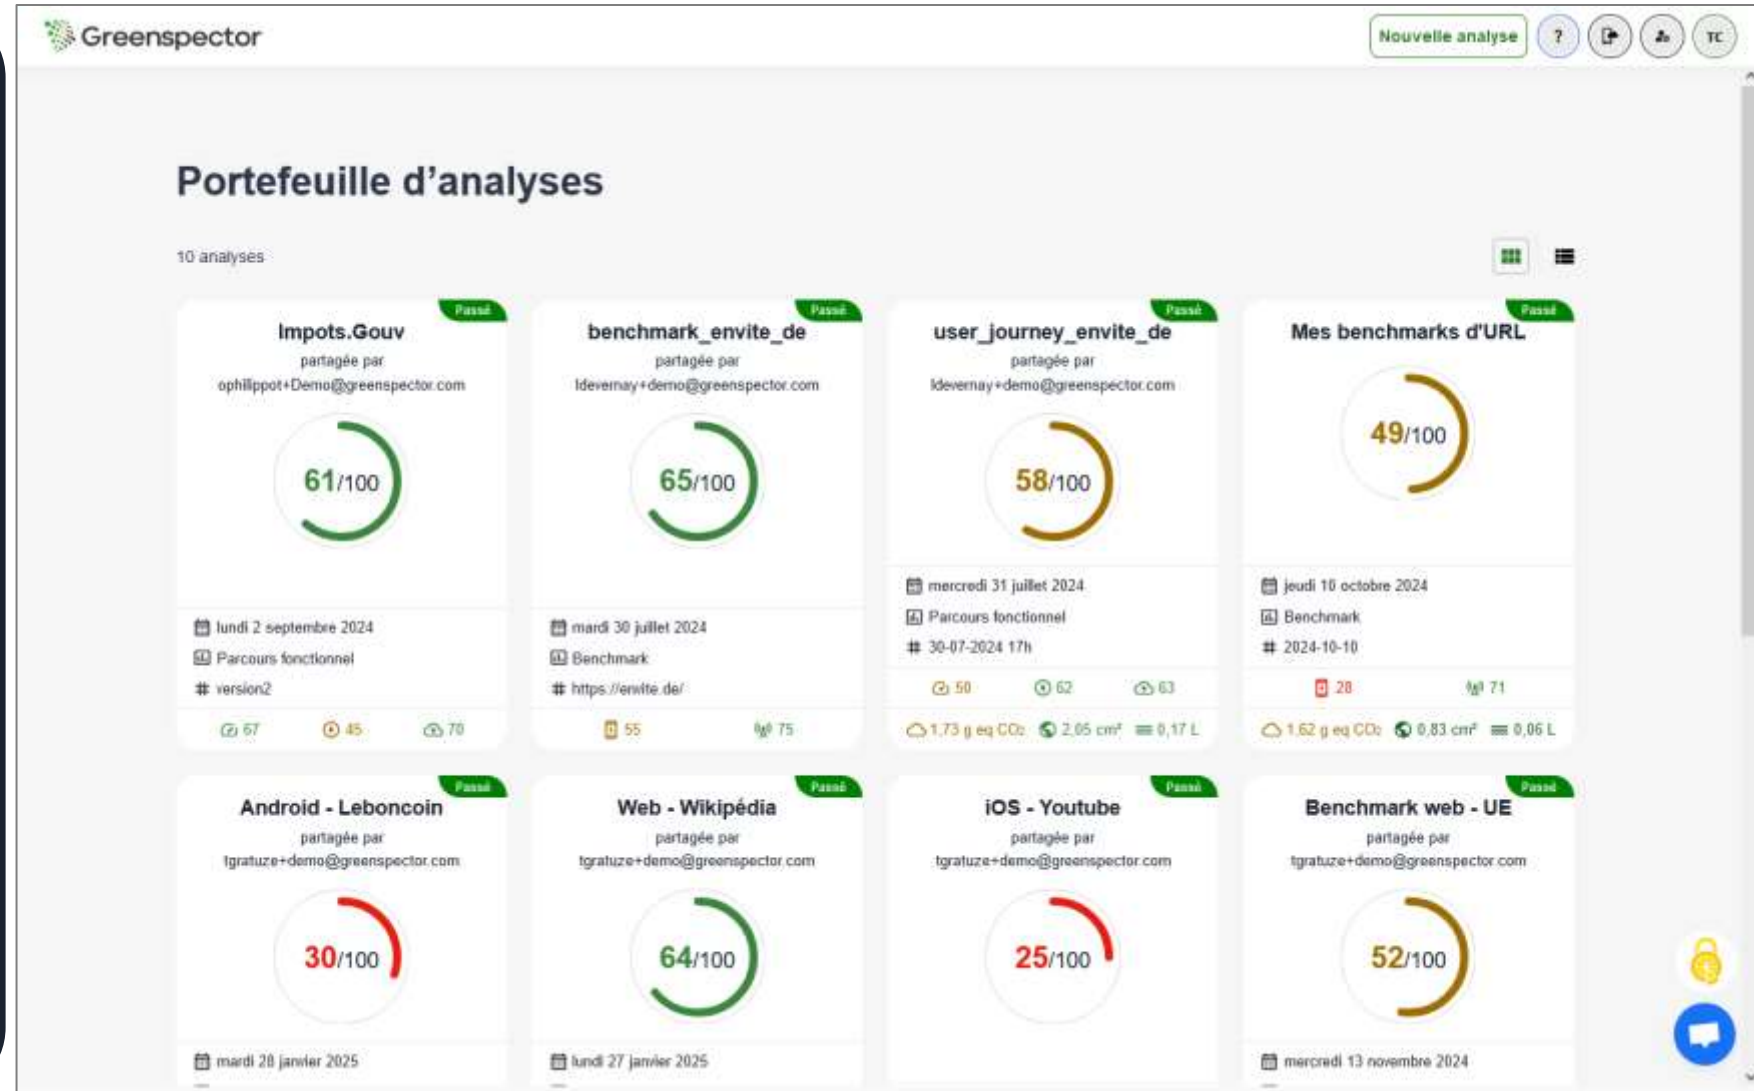 Greenspector
Nouvelle analyse
?
TC
Portefeuille d'analyses
10 analyses
Passé
Impots.Gouv
partagée par
ophilippot+Demo@greenspector.com
61/100
lundi 2 septembre 2024
Parcours fonctionnel
# version2
67 45 70
Passé
benchmark_envite_de
partagée par
ldevernay+demo@greenspector.com
65/100
mardi 30 juillet 2024
Benchmark
# https://envite.de/
55 75
Passé
user_journey_envite_de
partagée par
ldevernay+demo@greenspector.com
58/100
mercredi 31 juillet 2024
Parcours fonctionnel
# 30-07-2024 17h
50 62 63
1,73 g eq CO₂ 2,05 cm² 0,17 L
Passé
Mes benchmarks d'URL
49/100
jeudi 10 octobre 2024
Benchmark
# 2024-10-10
28 71
1,62 g eq CO₂ 0,83 cm² 0,06 L
Passé
Android - Leboncoin
partagée par
tgratuze+demo@greenspector.com
30/100
mardi 28 janvier 2025
Passé
Web - Wikipédia
partagée par
tgratuze+demo@greenspector.com
64/100
lundi 27 janvier 2025
Passé
iOS - Youtube
partagée par
tgratuze+demo@greenspector.com
25/100
Passé
Benchmark web - UE
partagée par
tgratuze+demo@greenspector.com
52/100
mercredi 13 novembre 2024